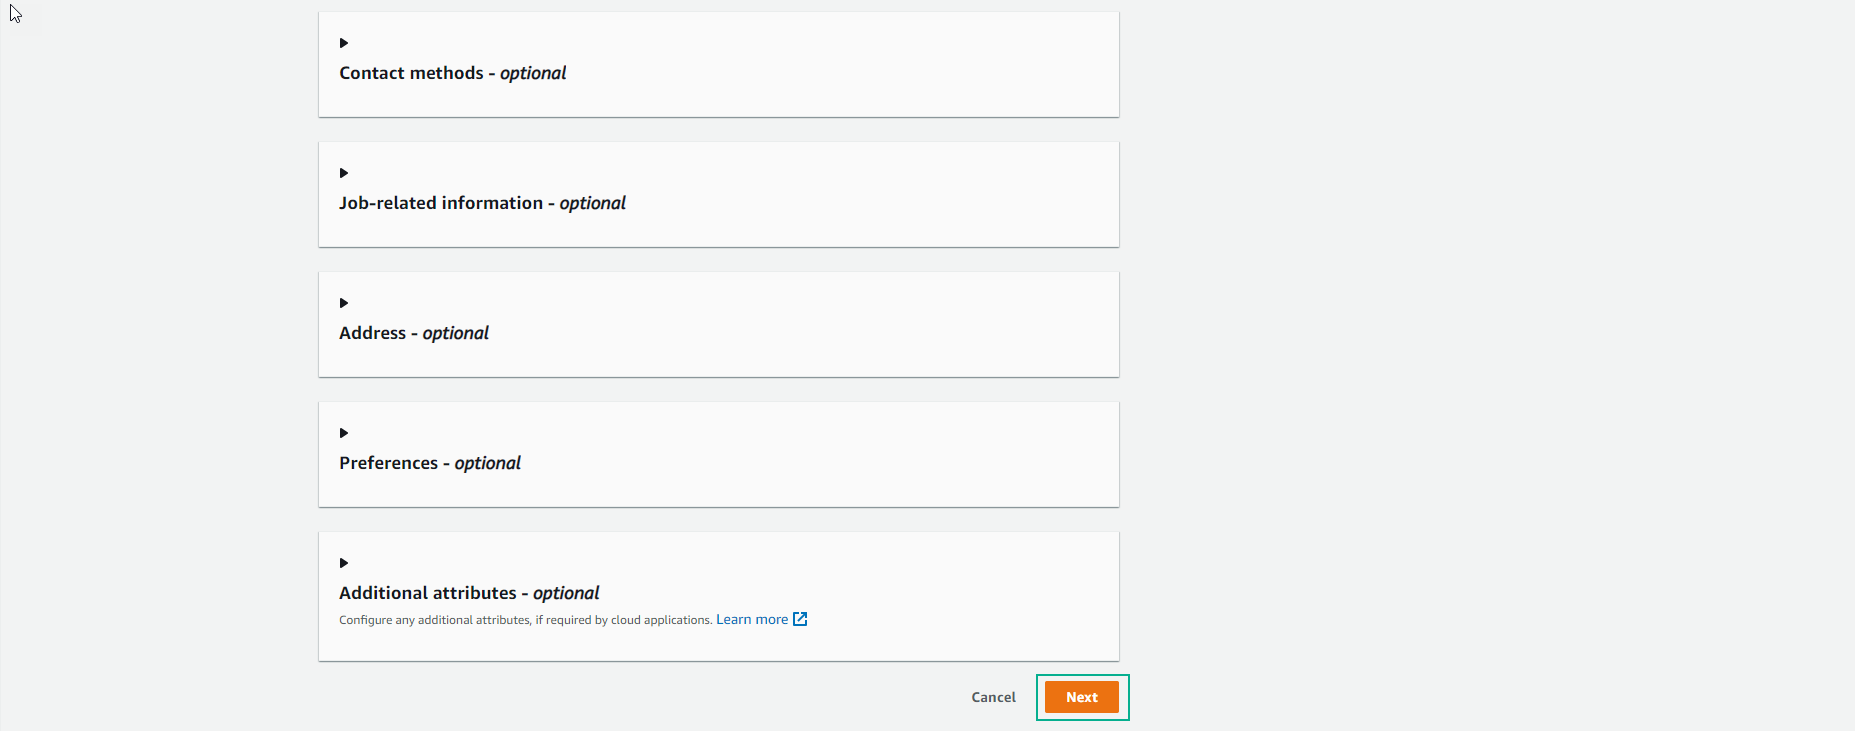 Contact methods - optional
Job-related information - optional
Address - optional
Preferences - optional
Additional attributes - optional
Configure any additional attributes, if required by cloud applications. Learn more
Cancel
Next